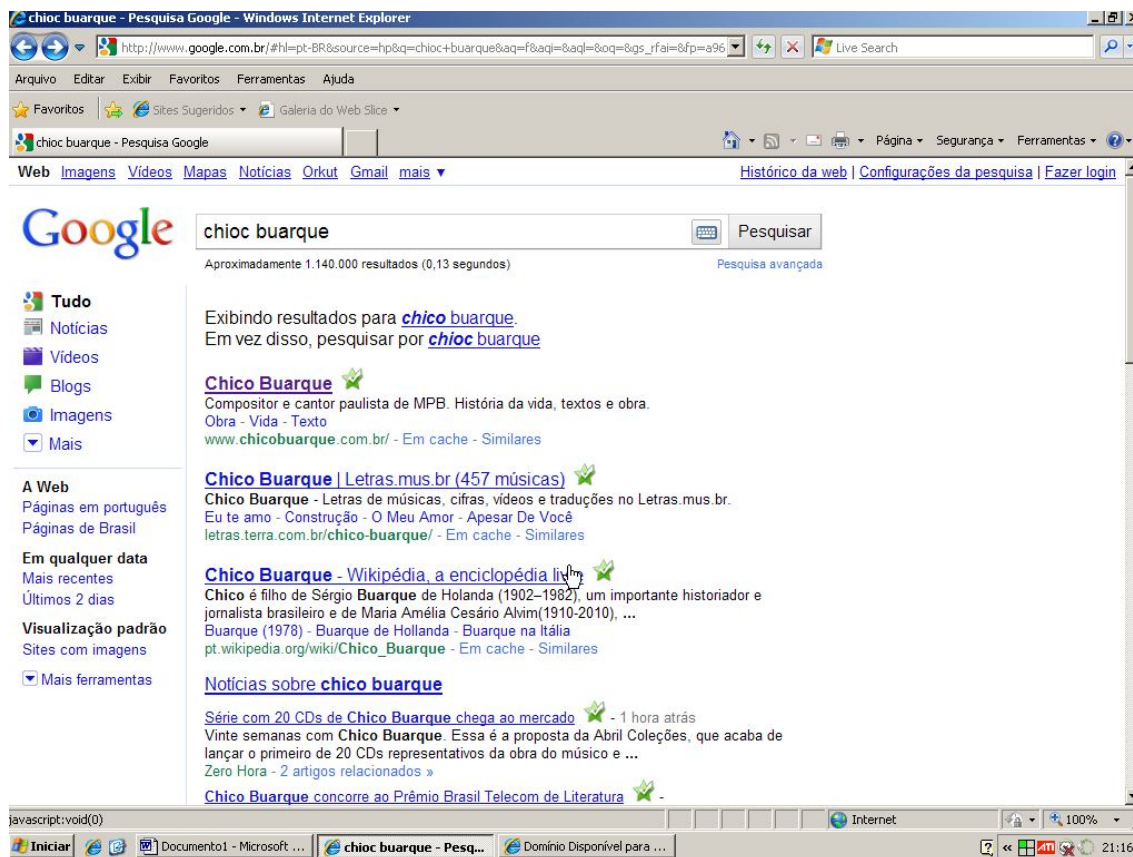 chioc buarque - Pesquisa Google - Windows Internet Explorer
http://www.google.com.br/#hl=pt-BR&source=hp&q=chioc+buarque&aq=f&aqi=&aql=&oq=&gs_rfai=&fp=a96
Live Search
Arquivo Editar Exibir Favoritos Ferramentas Ajuda
Favoritos Sites Sugeridos Galeria do Web Slice
chioc buarque - Pesquisa Google
Página Segurança Ferramentas
Web Imagens Vídeos Mapas Notícias Orkut Gmail mais
Histórico da web | Configurações da pesquisa | Fazer login
Google
chioc buarque
Pesquisar
Aproximadamente 1.140.000 resultados (0,13 segundos)
Pesquisa avançada
Tudo
Notícias
Vídeos
Blogs
Imagens
Mais
A Web
Páginas em português
Páginas de Brasil
Em qualquer data
Mais recentes
Últimos 2 dias
Visualização padrão
Sites com imagens
Mais ferramentas
Exibindo resultados para chico buarque.
Em vez disso, pesquisar por chioc buarque
Chico Buarque
Compositor e cantor paulista de MPB. História da vida, textos e obra.
Obra - Vida - Texto
www.chicobuarque.com.br/ - Em cache - Similares
Chico Buarque | Letras.mus.br (457 músicas)
Chico Buarque - Letras de músicas, cifras, vídeos e traduções no Letras.mus.br.
Eu te amo - Construção - O Meu Amor - Apesar De Você
letras.terra.com.br/chico-buarque/ - Em cache - Similares
Chico Buarque - Wikipédia, a enciclopédia livre
Chico é filho de Sérgio Buarque de Holanda (1902–1982), um importante historiador e
jornalista brasileiro e de Maria Amélia Cesário Alvim(1910-2010), ...
Buarque (1978) - Buarque de Hollanda - Buarque na Itália
pt.wikipedia.org/wiki/Chico_Buarque - Em cache - Similares
Notícias sobre chico buarque
Série com 20 CDs de Chico Buarque chega ao mercado - 1 hora atrás
Vinte semanas com Chico Buarque. Essa é a proposta da Abril Coleções, que acaba de
lançar o primeiro de 20 CDs representativos da obra do músico e ...
Zero Hora - 2 artigos relacionados »
Chico Buarque concorre ao Prêmio Brasil Telecom de Literatura -
javascript:void(0)
Internet
100%
Iniciar
Documento1 - Microsoft ...
chioc buarque - Pesq...
Domínio Disponível para ...
ATI
21:16